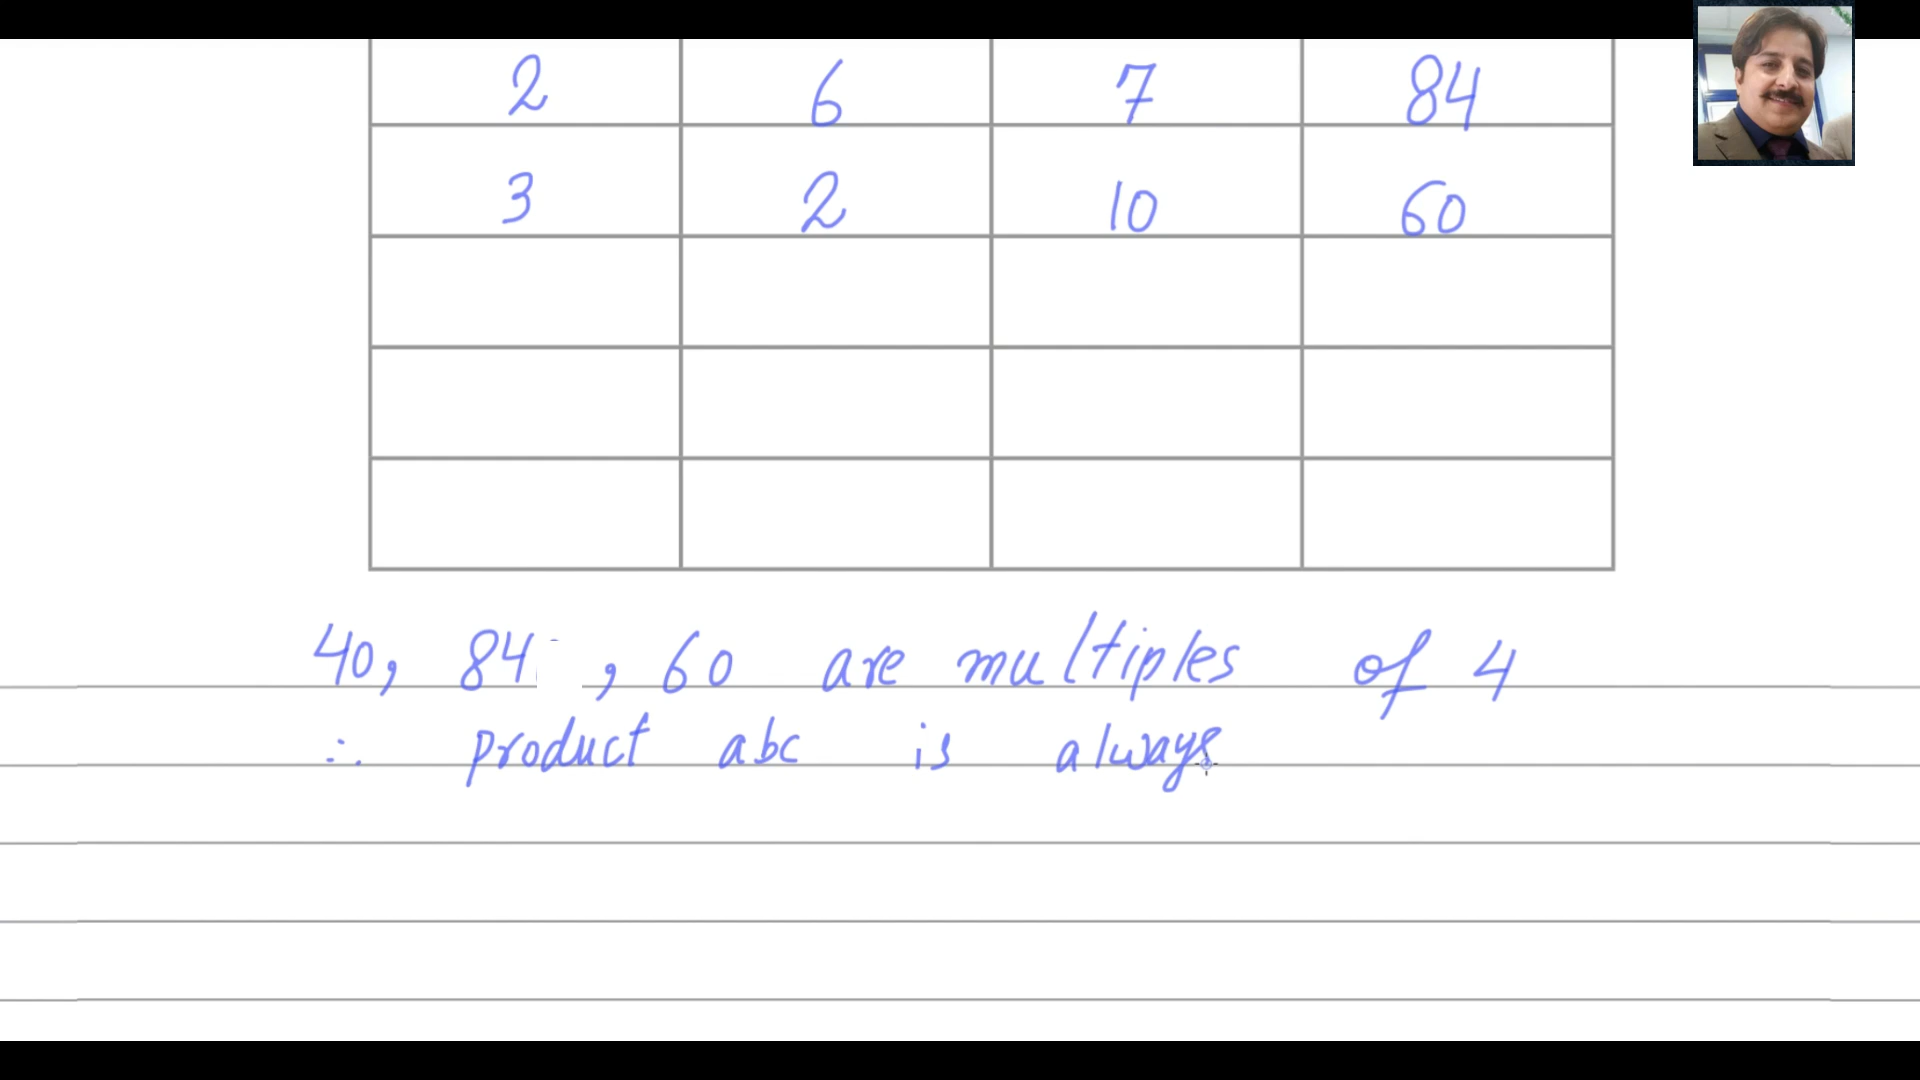 2 6 7 84
3 2 10 60
40, 84 , 60 are multiples of 4
∴ product abc is always